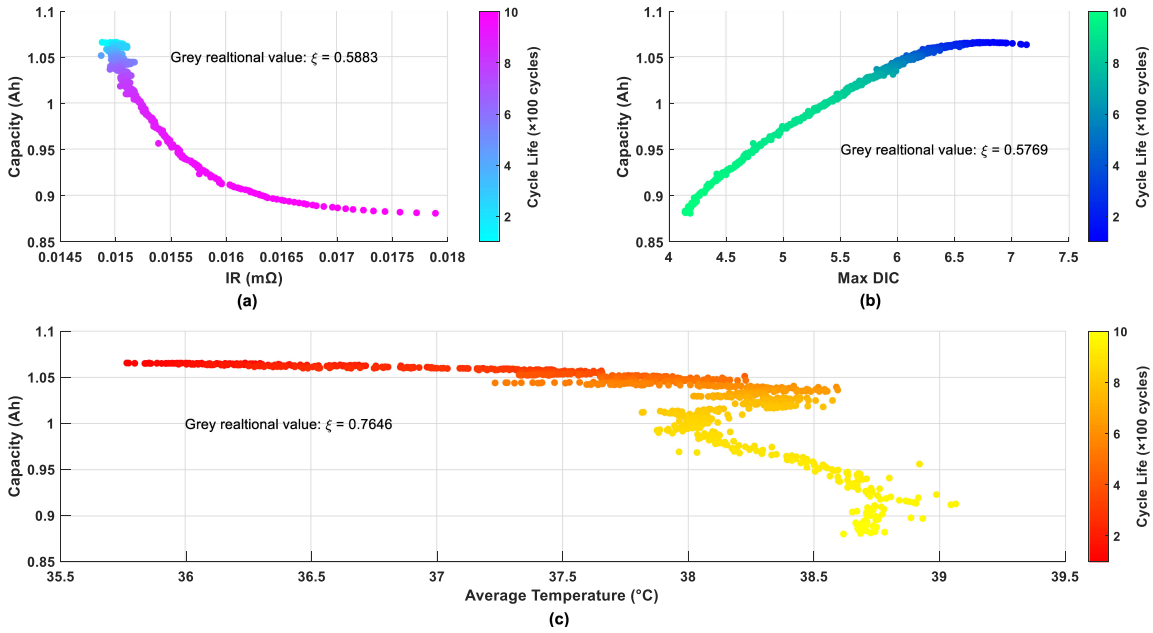 1.1
1.05
1
0.95
0.9
0.85
Capacity (Ah)
Grey realtional value: ξ = 0.5883
0.0145 0.015 0.0155 0.016 0.0165 0.017 0.0175 0.018
IR (mΩ)
(a)
10
8
6
4
2
Cycle Life (×100 cycles)
1.1
1.05
1
0.95
0.9
0.85
Capacity (Ah)
Grey realtional value: ξ = 0.5769
4 4.5 5 5.5 6 6.5 7 7.5
Max DIC
(b)
10
8
6
4
2
Cycle Life (×100 cycles)
1.1
1.05
1
0.95
0.9
0.85
Capacity (Ah)
Grey realtional value: ξ = 0.7646
35.5 36 36.5 37 37.5 38 38.5 39 39.5
Average Temperature (°C)
(c)
10
8
6
4
2
Cycle Life (×100 cycles)